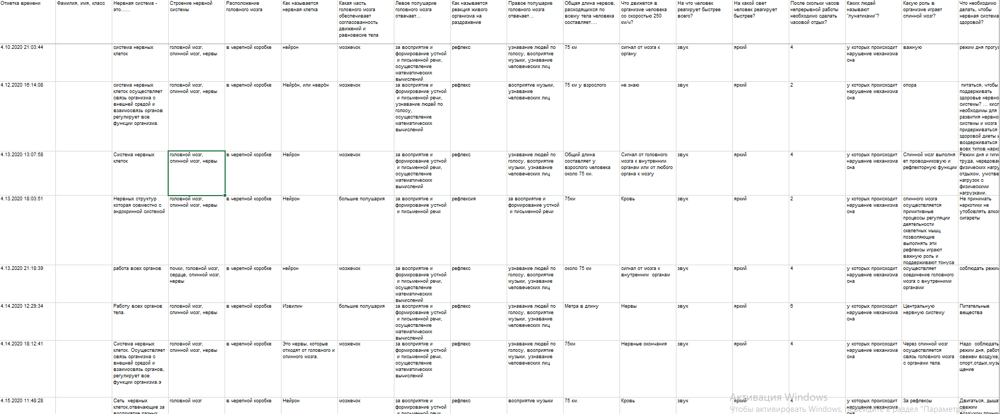 Отметка времени
Фамилия, имя, класс
Нервная система -
это……
Строение нервной
системы
Расположение
головного мозга
Как называется
нервная клетка
Какая часть
головного мозга
обеспечивает
согласованность
движений и
равновесие тела
Левое полушарие
головного мозга
отвечает…
Как называется
реакция живого
организма на
раздражение
Правое полушарие
головного мозга
отвечает…
Общая длина нервов,
расходящихся по
всему тела человека
составляет….
Что движется в
организме человека
со скоростью 250
км/ч?
На что человек
реагирует быстрее
всего?
На какой свет
человек реагирует
быстрее?
После скольки часов
непрерывной работы
необходимо сделать
часовой отдых?
Каких людей
называют
"лунатиками"?
Какую роль в
организме играет
спинной мозг?
Что необходимо
делать, чтобы
нервная система
здоровой?
4.10.2020 21:03:44
система нервных
клеток
головной мозг,
спинной мозг, нервы
в черепной коробке
нейрон
мозжечок
за восприятие и
формирование устной
и письменной речи,
осуществление
математических
вычислений
рефлекс
узнавание людей по
голосу, восприятие
музыки, узнавание
человеческих лиц
75 км
сигнал от мозга к
органу
звук
яркий
4
у которых происходит
нарушение механизма
сна
важную
режим дня прогул
4.12.2020 16:14:08
система нервных
клеток осуществляет
связь организма с
внешней средой и
взаимосвязь органов
регулирует все
функции организма.
головной мозг,
спинной мозг, нервы
в черепной коробке
Нейро́н, или невро́н
мозжечок
за восприятие и
формирование устной
и письменной речи,
узнавание людей по
голосу,
осуществление
математических
вычислений
рефлекс
восприятие музыки,
узнавание
человеческих лиц
75 км у взрослого
не знаю
звук
яркий
2
у которых происходит
нарушение механизма
сна
опора
питаться, чтобы
поддерживать
здоровье нервно
системы? ... кисл
необходимы для
развития нервно
системы и мозга
придерживаться
здоровой диеты и
воздерживаться
всех типов нарко
4.13.2020 13:07:58
Система нервных
клеток
головной мозг,
спинной мозг, нервы
в черепной коробке
Нейрон
мозжечок
за восприятие и
формирование устной
и письменной речи,
осуществление
математических
вычислений
рефлекс
узнавание людей по
голосу, восприятие
музыки, узнавание
человеческих лиц
Общий длина
составляет у
взрослого человека
около 75 км.
Сигнал от головного
мозга к внутренним
органам или от любого
органа к мозгу
звук
яркий
4
у которых происходит
нарушение механизма
сна
Спинной мозг выполня
ет проводниковую и
рефлекторную функции
Режим дня и гиги
труда, чередован
физических нагру
отдыхом, умстве
нагрузок с
физическими
нагрузками.
4.13.2020 18:03:51
Нервных структур
которая совместно с
эндокринной системой
головной мозг,
спинной мозг, нервы
в черепной коробке
Нейрон
большие полушария
за восприятие и
формирование устной
и письменной речи
рефлексия
за восприятие и
формирование устной
и письменной речи
75км
Кровь
звук
яркий
2
у которых происходит
нарушение механизма
сна
спинного мозга
осуществляется
примитивные
процессы регуляции
деятельности
скелетных мышц
позволяющие
выполнять эти
рефлексы играют
важную роль и
поддерживают тонуса
Не принимать
наркотики не
утобовлять алког
сигареты
4.13.2020 21:18:39
работа всех органов
почки, головной мозг,
сердце, спинной мозг,
нервы
в черепной коробке
нейрон
мозжечок
за восприятие и
формирование устной
и письменной речи,
осуществление
математических
вычислений
рефлекс
узнавание людей по
голосу, восприятие
музыки, узнавание
человеческих лиц
около 75 км
сигнал от мозга к
внутренним органам
звук
яркий
4
у которых происходит
нарушение механизма
сна
осуществляет
соединение головного
мозга с внутренними
органами
соблюдать режим
4.14.2020 12:29:34
Работу всех органов
тела.
головной мозг,
спинной мозг, нервы
в черепной коробке
Извилин
большие полушария
за восприятие и
формирование устной
и письменной речи,
осуществление
математических
вычислений
рефлекс
узнавание людей по
голосу, восприятие
музыки, узнавание
человеческих лиц
Метра в длину
Нервы
звук
яркий
6
у которых происходит
нарушение механизма
сна
Центральную
нервную систему
Питательные
вещества
4.14.2020 18:12:41
Система нервных
клеток. Осуществляет
связь организма с
внешней средой и
взаимосвязь органов,
регулирует все
функции организма.э
головной мозг,
спинной мозг, нервы
в черепной коробке
Это нервы, которые
отходят от головного и
спинного мозга.
мозжечок
за восприятие и
формирование устной
и письменной речи,
осуществление
математических
вычислений
рефлекс
узнавание людей по
голосу, восприятие
музыки, узнавание
человеческих лиц
75км
Нервные окончания
звук
яркий
4
у которых происходит
нарушение механизма
сна
Через спинной мозг
осуществляется
связь головного мозга
с органами тела.
Надо соблюдать
режим дня, работ
свежем воздухе,
спорт,отдых,музы
щение
4.15.2020 11:48:28
Сеть нервных
клеток,отвечающие за
восприятие разных
головной мозг
в черепной коробке
Нейрон
мозжечок
за восприятие и
формирование устной
и письменной речи
рефлекс
восприятие музыки
75 км.
Кровь
звук
яркий
4
у которых происходит
нарушение механизма
сна
За рефлексы
Двигаться, дыша
свежим
Активация Windows
Чтобы активировать Windows, перейдите в раздел "Параметры